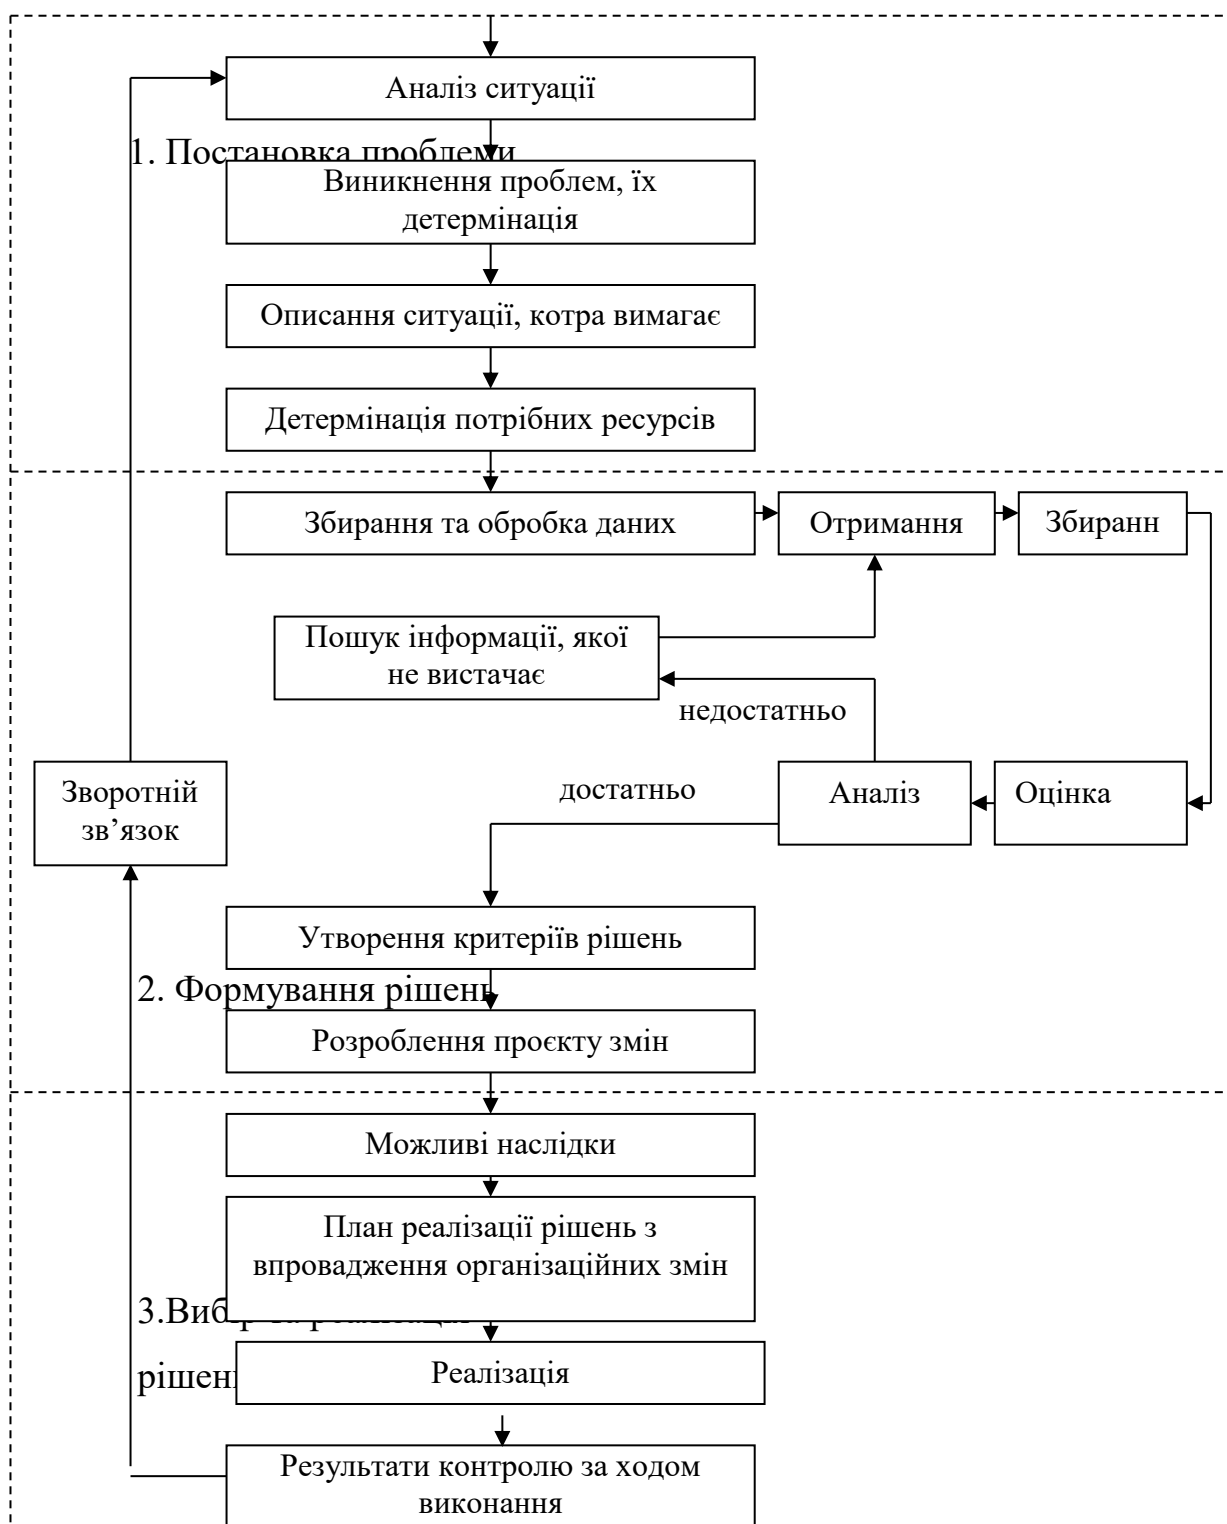 Аналіз ситуації
1. Постановка проблеми
Виникнення проблем, їх
детермінація
Описання ситуації, котра вимагає
Детермінація потрібних ресурсів
Збирання та обробка даних
Отримання
Збиранн
Пошук інформації, якої
не вистачає
недостатньо
Зворотній
зв’язок
достатньо
Аналіз
Оцінка
Утворення критеріїв рішень
2. Формування рішень
Розроблення проєкту змін
Можливі наслідки
План реалізації рішень з
впровадження організаційних змін
3.Вибір та реалізація
рішень
Реалізація
Результати контролю за ходом
виконання